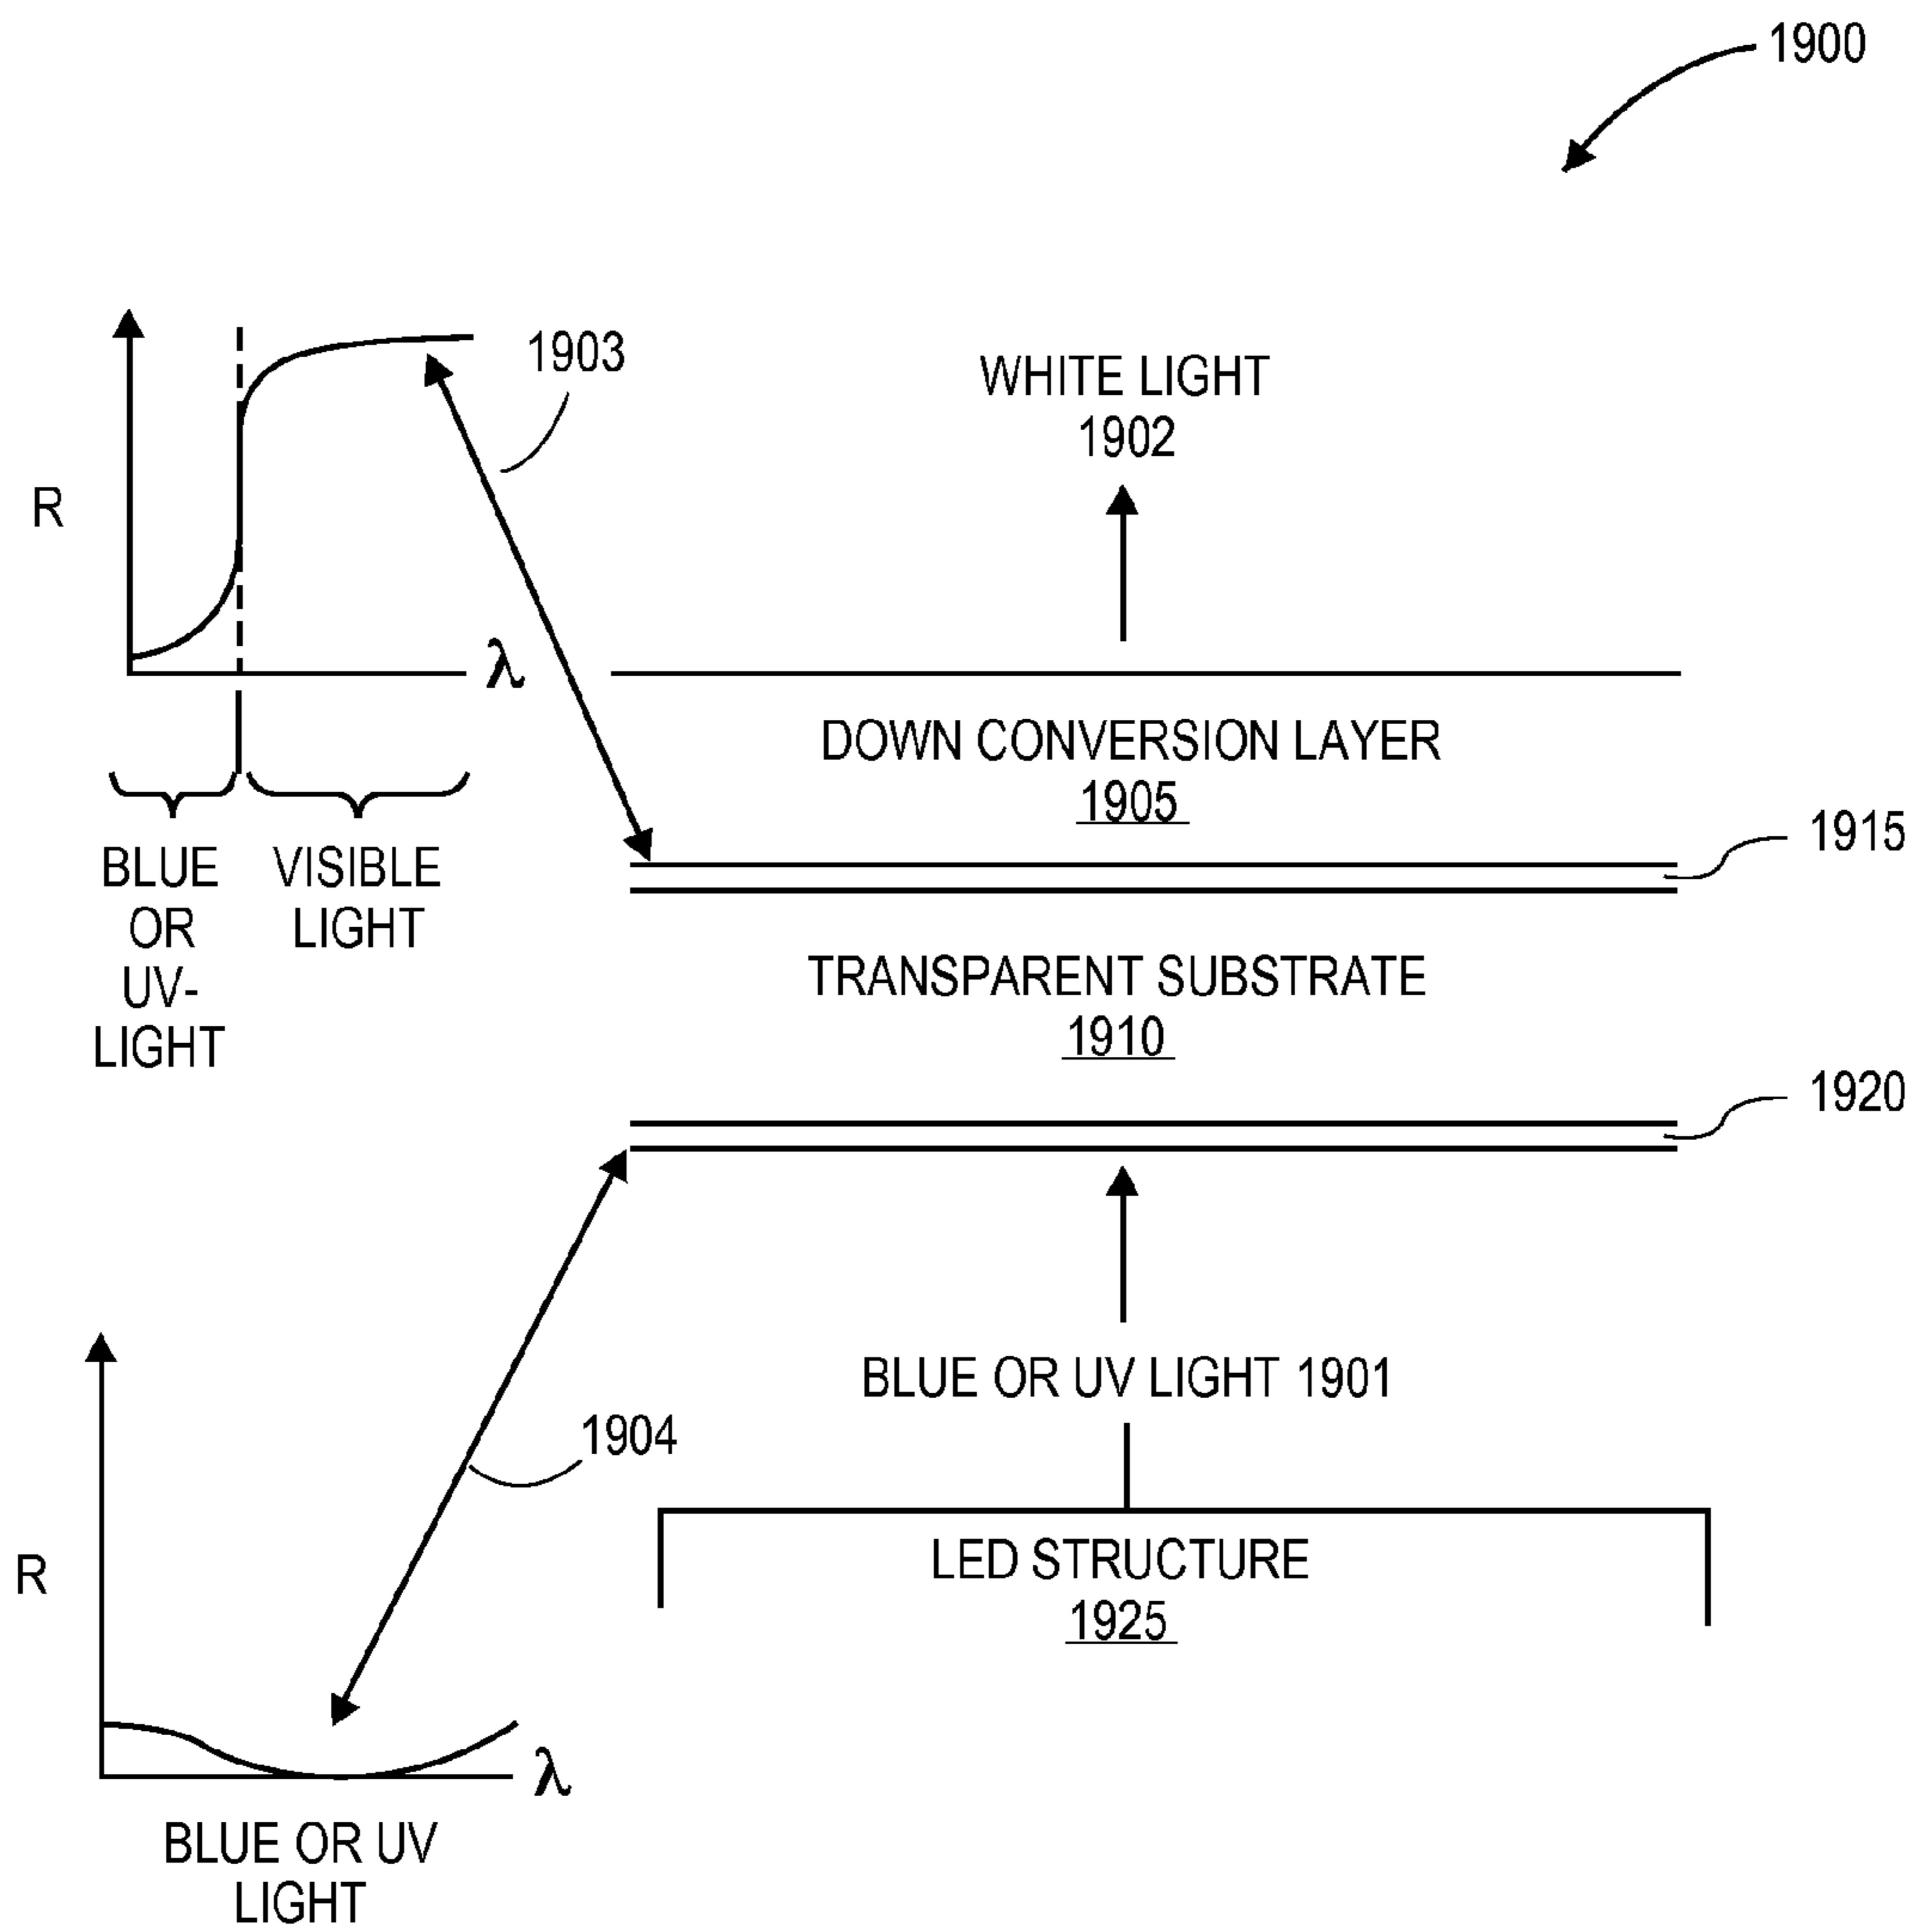 1900
1903
WHITE LIGHT
1902
R
λ
DOWN CONVERSION LAYER
1905
1915
BLUE
OR
UV-
LIGHT
VISIBLE
LIGHT
TRANSPARENT SUBSTRATE
1910
1920
BLUE OR UV LIGHT 1901
1904
LED STRUCTURE
1925
R
λ
BLUE OR UV
LIGHT